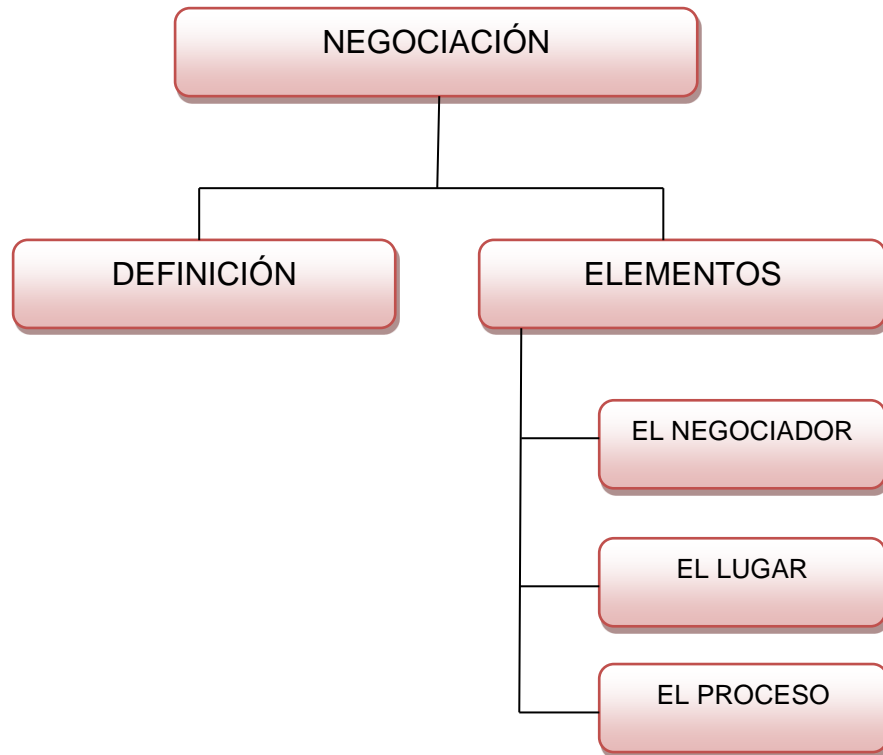 NEGOCIACIÓN
DEFINICIÓN
ELEMENTOS
EL NEGOCIADOR
EL LUGAR
EL PROCESO